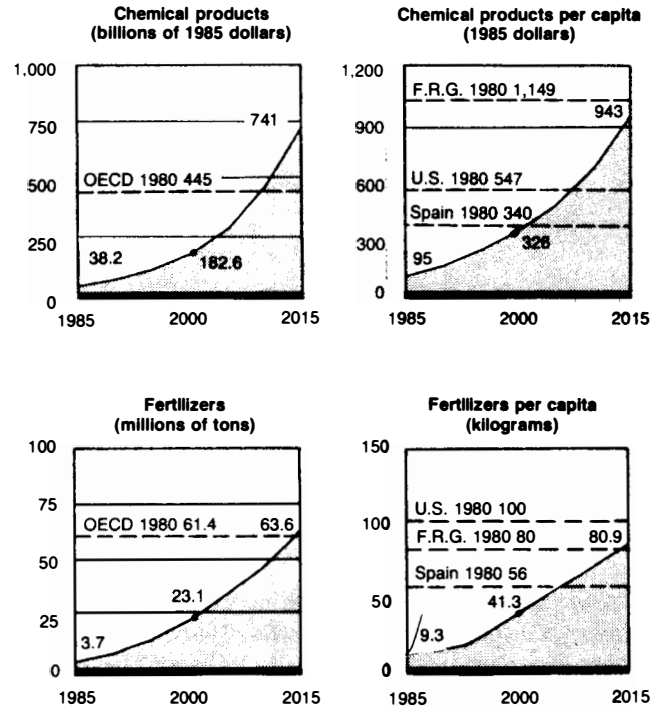 Chemical products
(billions of 1985 dollars)
1,000
750
500
250
0
741
OECD 1980 445
38.2
182.6
1985
2000
2015
Chemical products per capita
(1985 dollars)
1,200
900
600
300
0
F.R.G. 1980 1,149
943
U.S. 1980 547
Spain 1980 340
326
95
1985
2000
2015
Fertilizers
(millions of tons)
100
75
50
25
0
OECD 1980 61.4
63.6
23.1
3.7
1985
2000
2015
Fertilizers per capita
(kilograms)
150
100
50
0
U.S. 1980 100
F.R.G. 1980 80
80.9
Spain 1980 56
41.3
9.3
1985
2000
2015